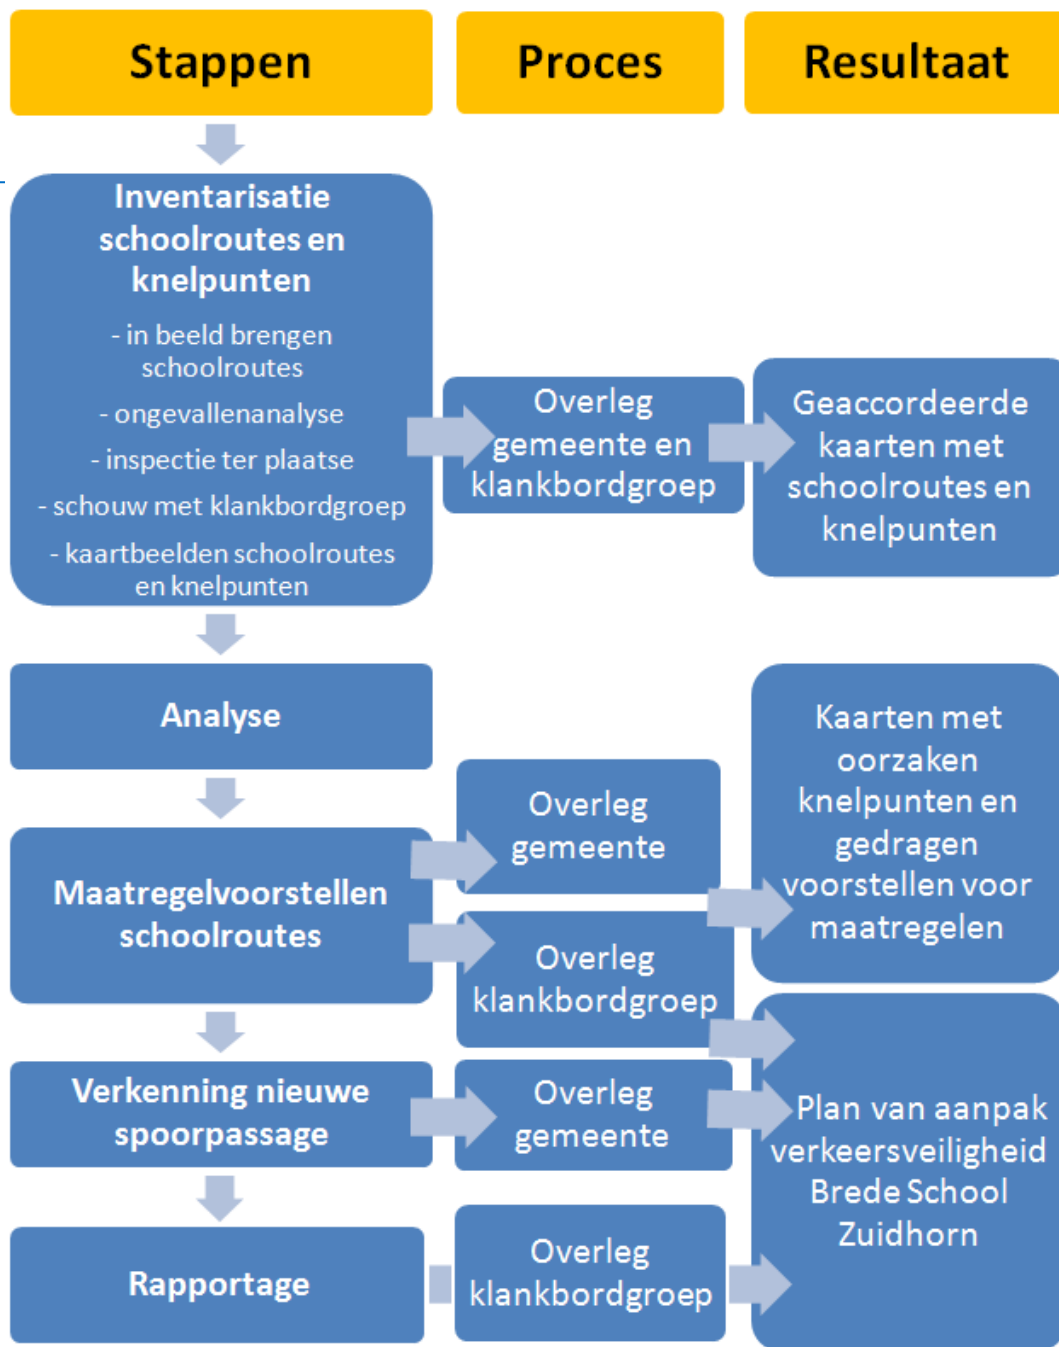 Stappen
Proces
Resultaat
Inventarisatie
schoolroutes en
knelpunten
- in beeld brengen
schoolroutes
- ongevallenanalyse
- inspectie ter plaatse
- schouw met klankbordgroep
- kaartbeelden schoolroutes
en knelpunten
Overleg
gemeente en
klankbordgroep
Geaccordeerde
kaarten met
schoolroutes en
knelpunten
Analyse
Maatregelvoorstellen
schoolroutes
Overleg
gemeente
Overleg
klankbordgroep
Kaarten met
oorzaken
knelpunten en
gedragen
voorstellen voor
maatregelen
Verkenning nieuwe
spoorpassage
Overleg
gemeente
Rapportage
Overleg
klankbordgroep
Plan van aanpak
verkeersveiligheid
Brede School
Zuidhorn